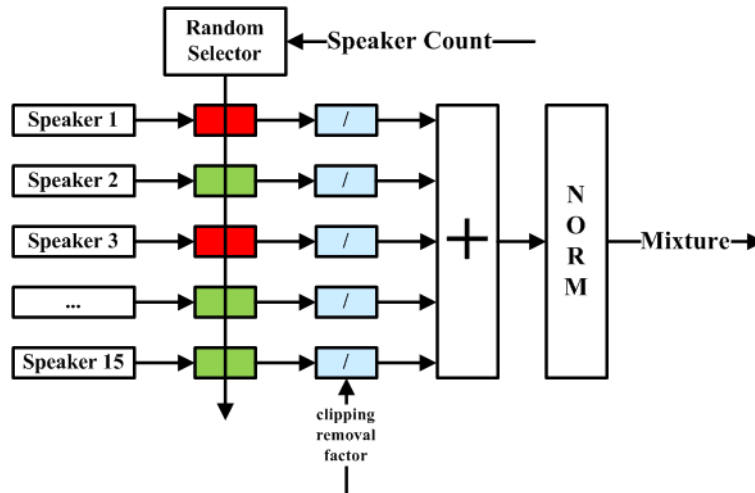 Random
Selector
Speaker Count
Speaker 1
/
Speaker 2
/
Speaker 3
/
...
/
Speaker 15
/
+
N
O
R
M
Mixture
clipping
removal
factor